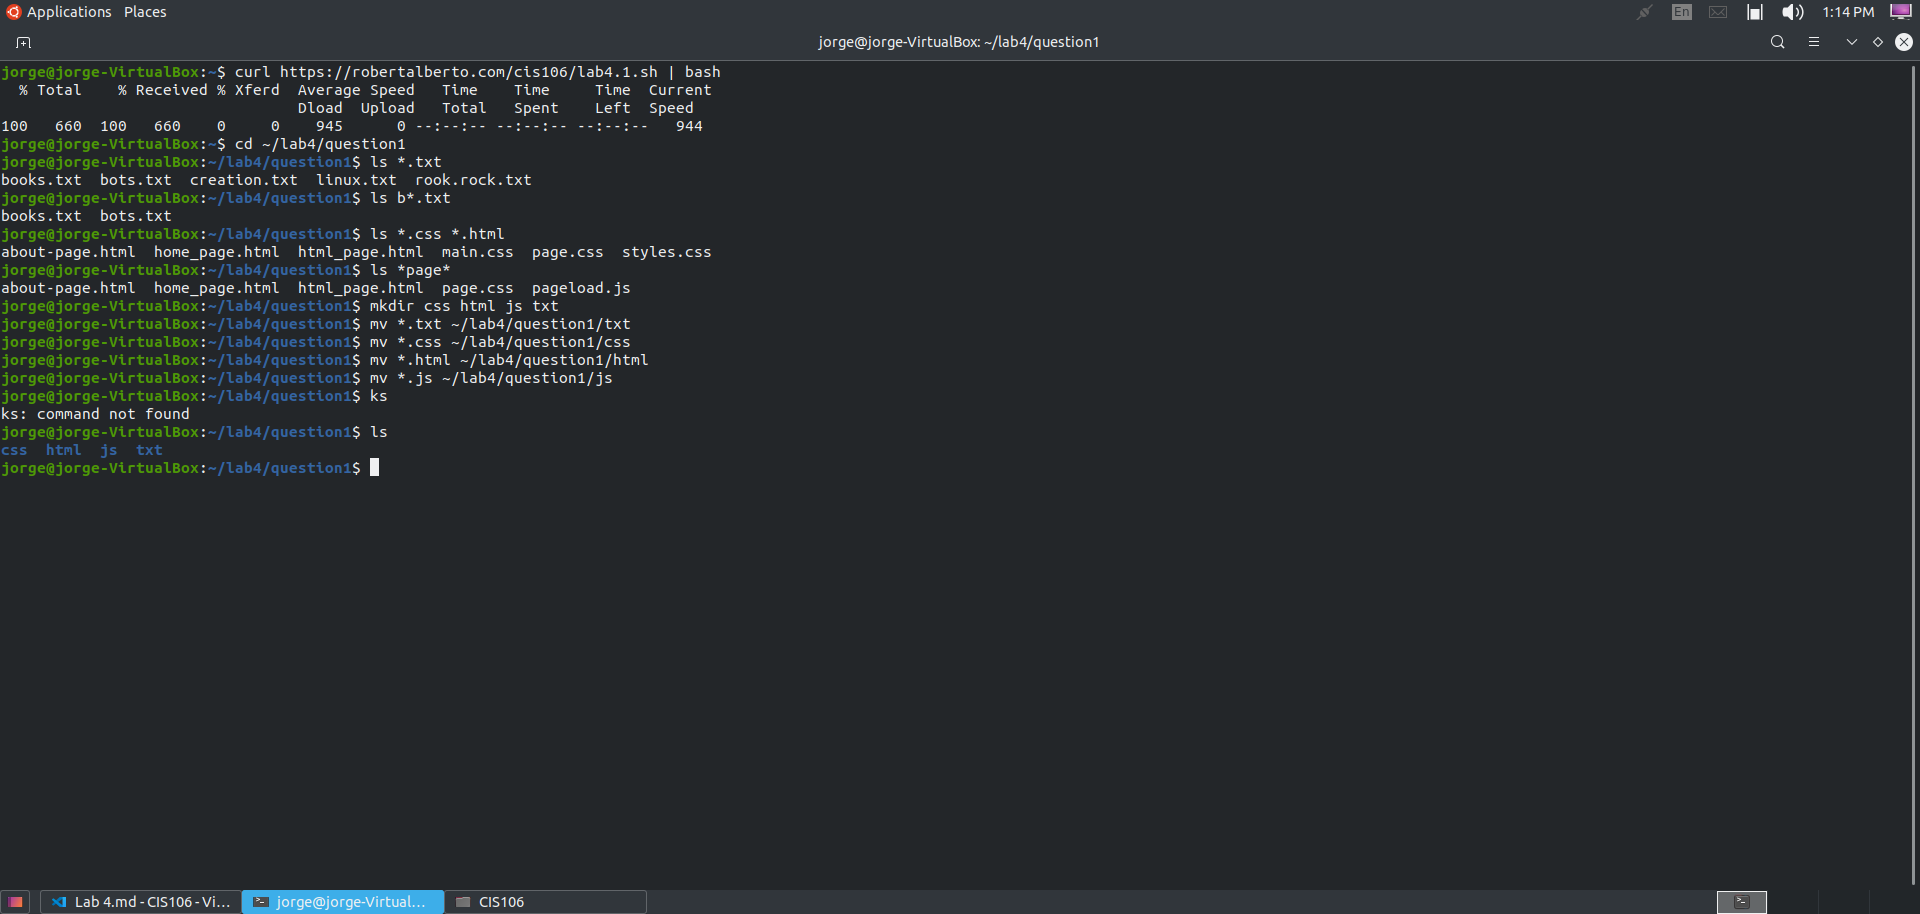 Applications Places En 1:14 PM
jorge@jorge-VirtualBox: ~/lab4/question1
jorge@jorge-VirtualBox:~$ curl https://robertalberto.com/cis106/lab4.1.sh | bash
  % Total    % Received % Xferd  Average Speed   Time    Time     Time  Current
                                 Dload  Upload   Total   Spent    Left  Speed
100   660  100   660    0     0    945      0 --:--:-- --:--:-- --:--:--   944
jorge@jorge-VirtualBox:~$ cd ~/lab4/question1
jorge@jorge-VirtualBox:~/lab4/question1$ ls *.txt
books.txt  bots.txt  creation.txt  linux.txt  rook.rock.txt
jorge@jorge-VirtualBox:~/lab4/question1$ ls b*.txt
books.txt  bots.txt
jorge@jorge-VirtualBox:~/lab4/question1$ ls *.css *.html
about-page.html  home_page.html  html_page.html  main.css  page.css  styles.css
jorge@jorge-VirtualBox:~/lab4/question1$ ls *page*
about-page.html  home_page.html  html_page.html  page.css  pageload.js
jorge@jorge-VirtualBox:~/lab4/question1$ mkdir css html js txt
jorge@jorge-VirtualBox:~/lab4/question1$ mv *.txt ~/lab4/question1/txt
jorge@jorge-VirtualBox:~/lab4/question1$ mv *.css ~/lab4/question1/css
jorge@jorge-VirtualBox:~/lab4/question1$ mv *.html ~/lab4/question1/html
jorge@jorge-VirtualBox:~/lab4/question1$ mv *.js ~/lab4/question1/js
jorge@jorge-VirtualBox:~/lab4/question1$ ks
ks: command not found
jorge@jorge-VirtualBox:~/lab4/question1$ ls
css  html  js  txt
jorge@jorge-VirtualBox:~/lab4/question1$
Lab 4.md - CIS106 - Vi... jorge@jorge-Virtual... CIS106